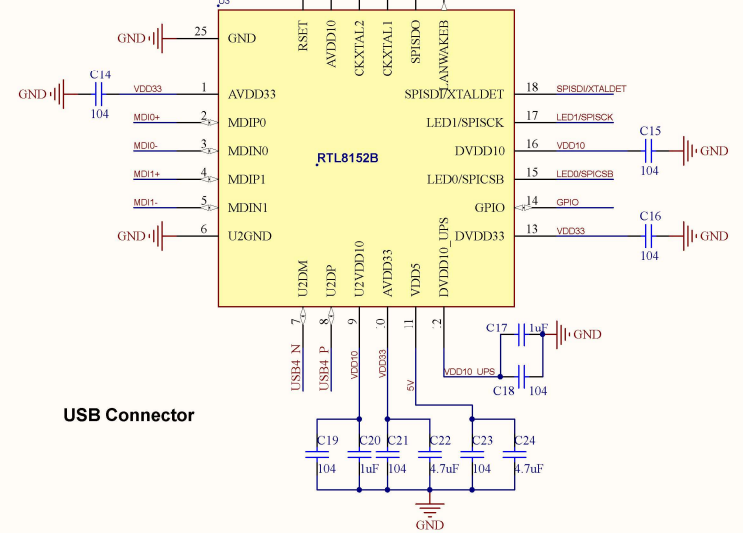 U3
RSET
AVDD10
CKXTAL2
CKXTAL1
SPISDO
LANWAKEB
GND 25 GND
C14
GND VDD33 1 AVDD33
104
SPISDI/XTALDET 18 SPISDI/XTALDET
MDI0+ 2 MDIP0
LED1/SPISCK 17 LED1/SPISCK
C15
MDI0- 3 MDIN0
DVDD10 16 VDD10 GND
104
RTL8152B
MDI1+ 4 MDIP1
LED0/SPICSB 15 LED0/SPICSB
MDI1- 5 MDIN1
GPIO 14 GPIO
C16
GND 6 U2GND
DVDD33 13 VDD33 GND
104
U2DM
U2DP
U2VDD10
AVDD33
VDD5
DVDD10_UPS
7 8 9 10 11 12
USB4_N
USB4_P
VDD10
VDD33
5V
C17 1uF GND
VDD10_UPS
C18 104
USB Connector
C19 C20 C21 C22 C23 C24
104 1uF 104 4.7uF 104 4.7uF
GND